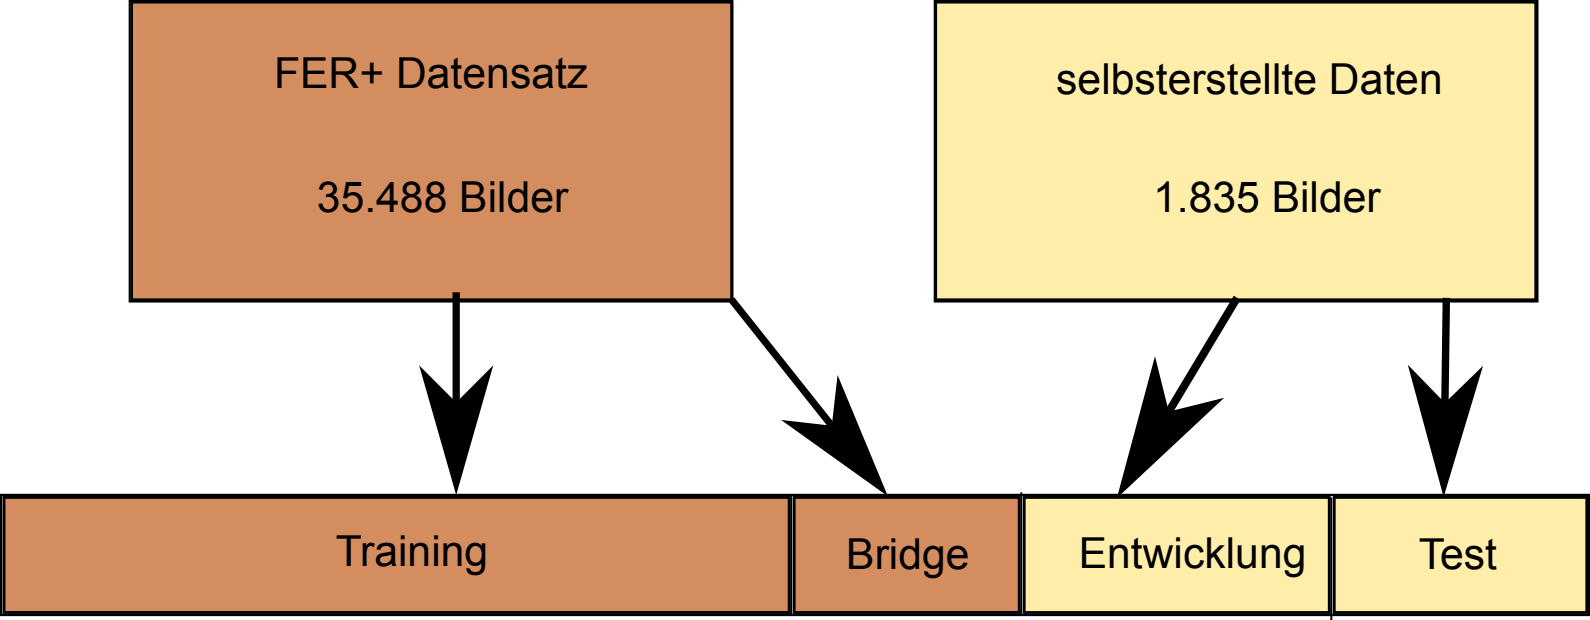 FER+ Datensatz
35.488 Bilder
selbsterstellte Daten
1.835 Bilder
Training
Bridge
Entwicklung
Test